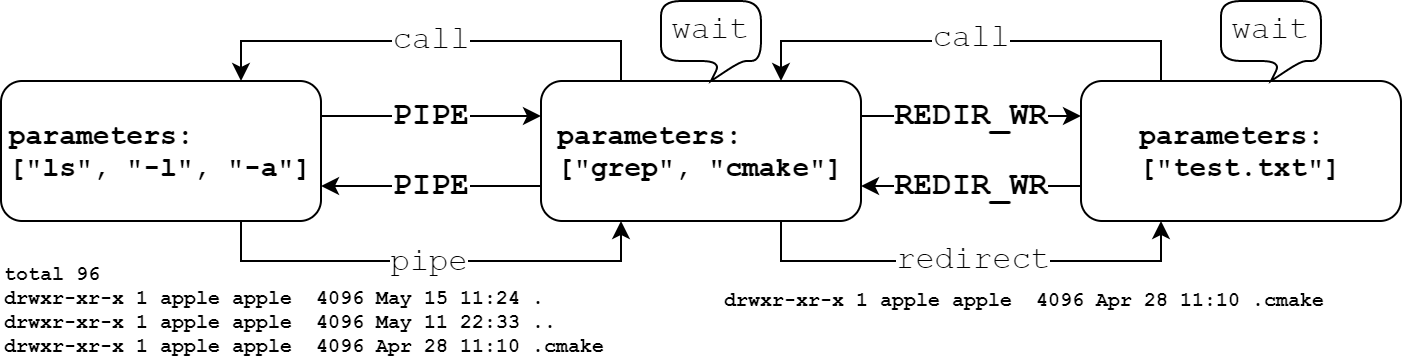 wait
wait
call
call
PIPE
REDIR_WR
parameters:
["ls", "-l", "-a"]
parameters:
["grep", "cmake"]
parameters:
["test.txt"]
PIPE
REDIR_WR
pipe
redirect
total 96
drwxr-xr-x 1 apple apple  4096 May 15 11:24 .
drwxr-xr-x 1 apple apple  4096 May 11 22:33 ..
drwxr-xr-x 1 apple apple  4096 Apr 28 11:10 .cmake
drwxr-xr-x 1 apple apple  4096 Apr 28 11:10 .cmake